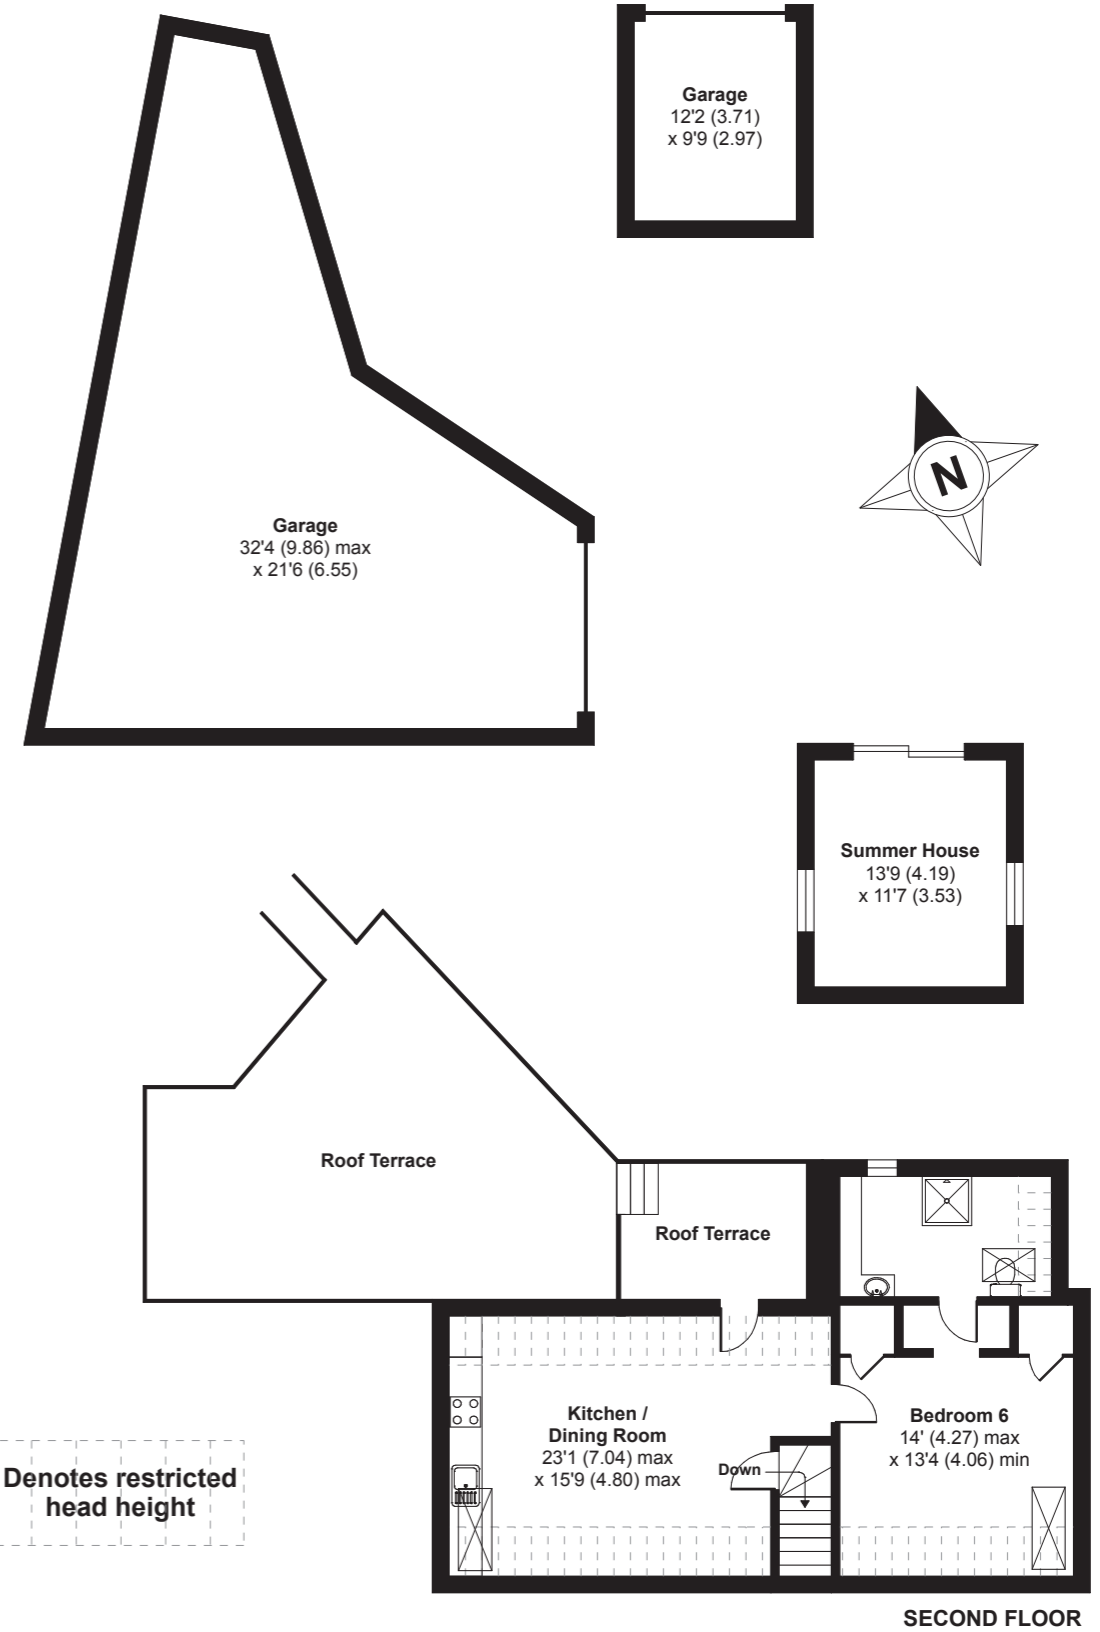 Garage
12'2 (3.71)
x 9'9 (2.97)
N
Garage
32'4 (9.86) max
x 21'6 (6.55)
Summer House
13'9 (4.19)
x 11'7 (3.53)
Roof Terrace
Roof Terrace
Kitchen /
Dining Room
23'1 (7.04) max
x 15'9 (4.80) max
Down
Bedroom 6
14' (4.27) max
x 13'4 (4.06) min
Denotes restricted
head height
SECOND FLOOR